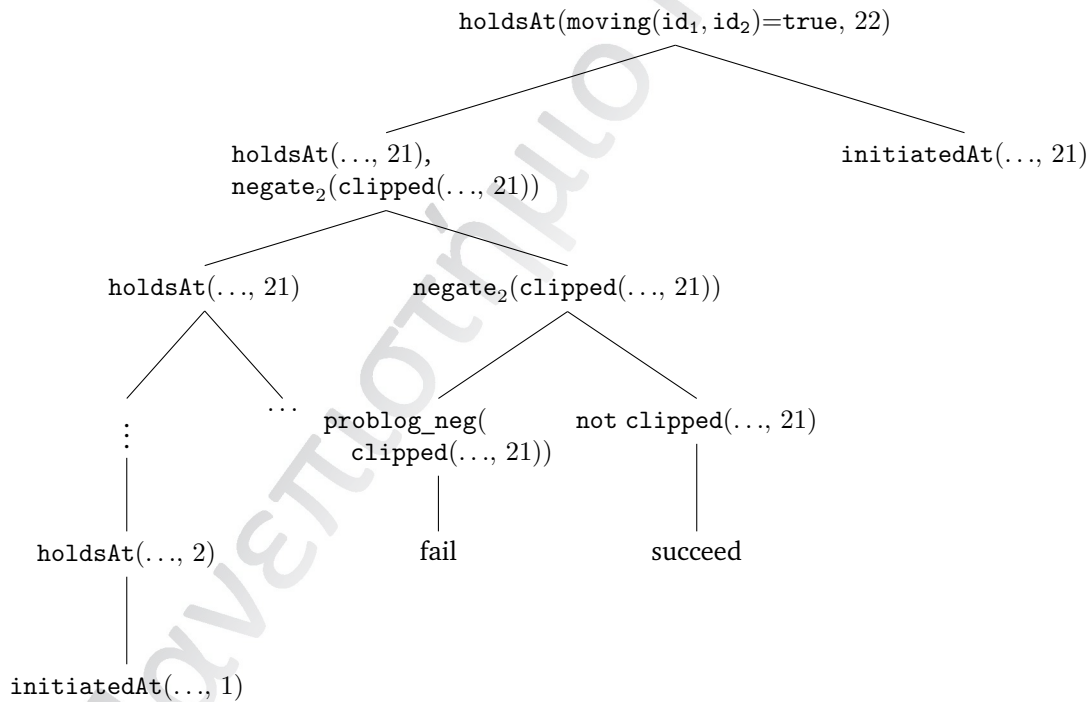 holdsAt(moving(id₁, id₂)=true, 22)
holdsAt(…, 21),
negate₂(clipped(…, 21))
initiatedAt(…, 21)
holdsAt(…, 21)
negate₂(clipped(…, 21))
⋮
…
problog_neg(
clipped(…, 21))
not clipped(…, 21)
holdsAt(…, 2)
fail
succeed
initiatedAt(…, 1)